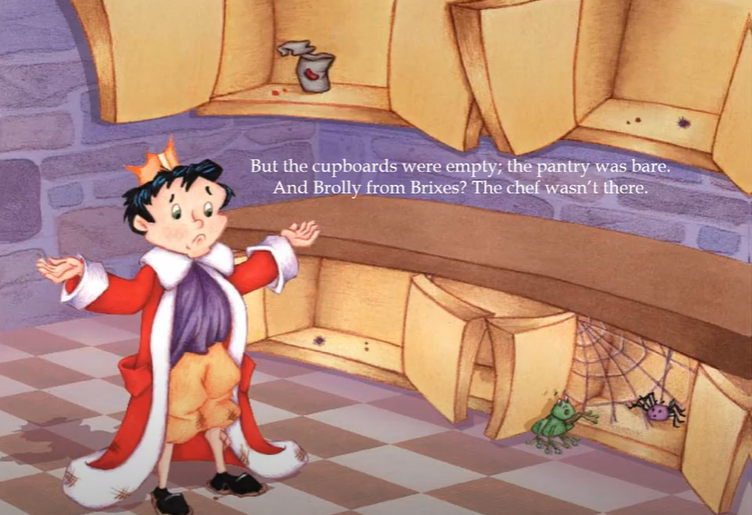 But the cupboards were empty; the pantry was bare.
And Brolly from Brixes? The chef wasn't there.